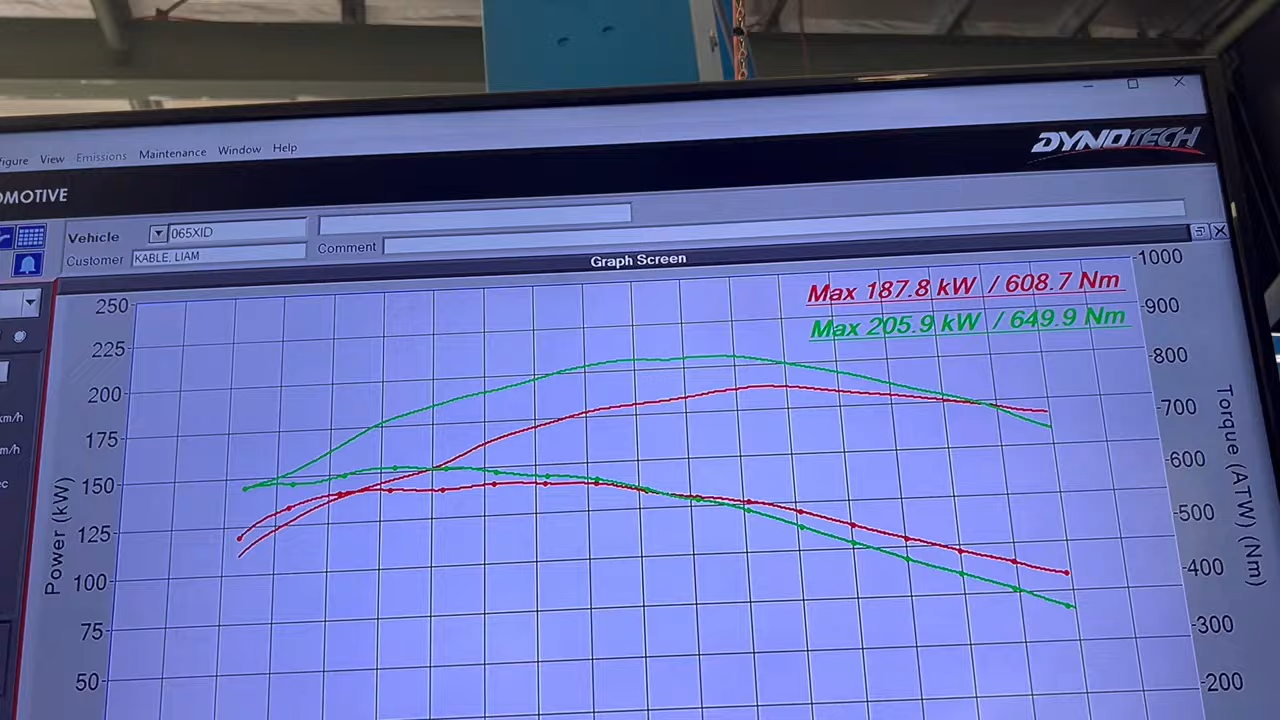 figure View Emissions Maintenance Window Help
DYNOTECH
OMOTIVE
Vehicle 065XID
Customer KABLE, LIAM
Comment
Graph Screen
Max 187.8 kW / 608.7 Nm
Max 205.9 kW / 649.9 Nm
250
225
200
175
150
125
100
75
50
Power (kW)
1000
900
800
700
600
500
400
300
200
Torque (ATW) (Nm)
km/h
m/h
ec